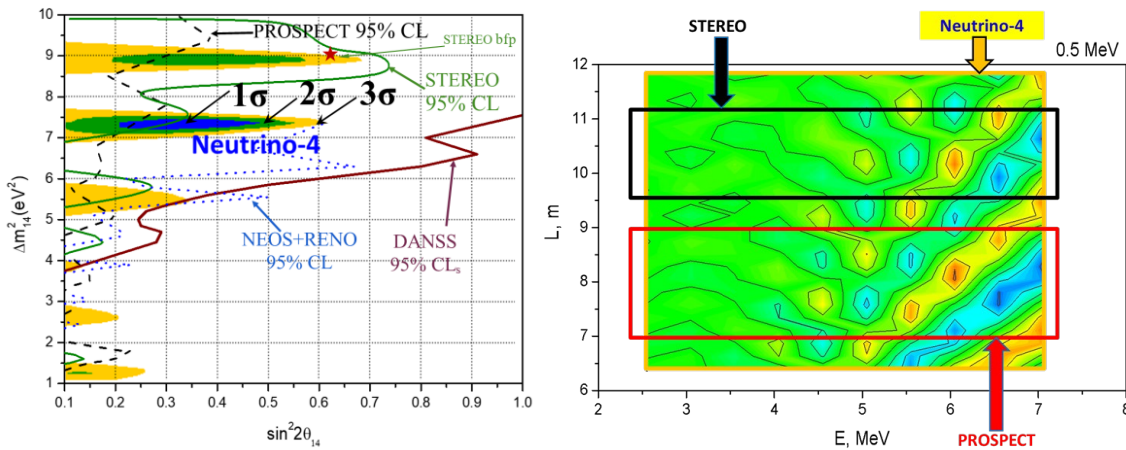 10
9
8
7
6
5
4
3
2
1
Δm²₁₄(eV²)
PROSPECT 95% CL
STEREO bfp
STEREO
95% CL
1σ 2σ 3σ
Neutrino-4
NEOS+RENO
95% CL
DANSS
95% CLₛ
0.1 0.2 0.3 0.4 0.5 0.6 0.7 0.8 0.9 1.0
sin²2θ₁₄
STEREO
Neutrino-4
0.5 MeV
12
11
10
9
8
7
6
L, m
2 3 4 5 6 7 8
E, MeV
PROSPECT